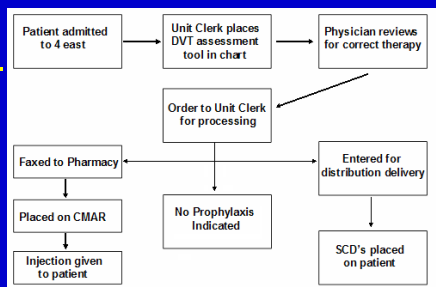 Patient admitted
to 4 east
Unit Clerk places
DVT assessment
tool in chart
Physician reviews
for correct therapy
Order to Unit Clerk
for processing
Faxed to Pharmacy
Entered for
distribution delivery
No Prophylaxis
Indicated
Placed on CMAR
Injection given
to patient
SCD's placed
on patient